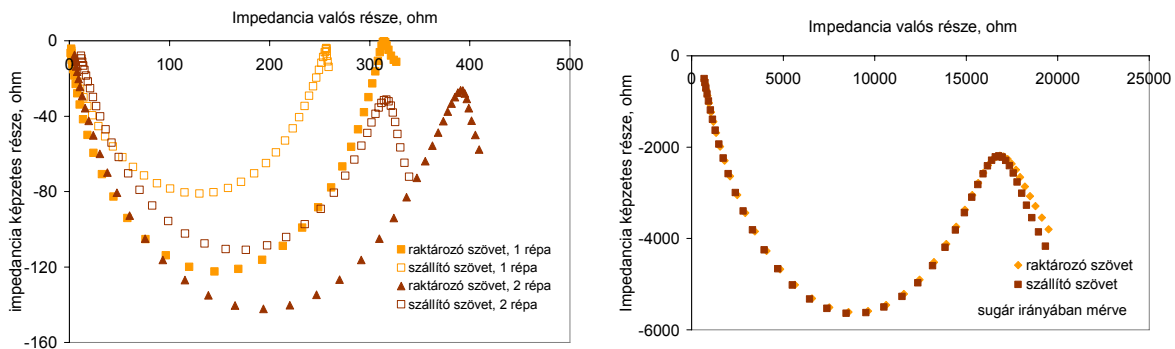 Impedancia valós része, ohm
0
-40
-80
-120
-160
0 100 200 300 400 500
impedancia képzetes része, ohm
raktározó szövet, 1 répa
szállító szövet, 1 répa
raktározó szövet, 2 répa
szállító szövet, 2 répa
Impedancia valós része, ohm
0
-2000
-4000
-6000
0 5000 10000 15000 20000 25000
Impedancia képzetes része, ohm
raktározó szövet
szállító szövet
sugár irányában mérve